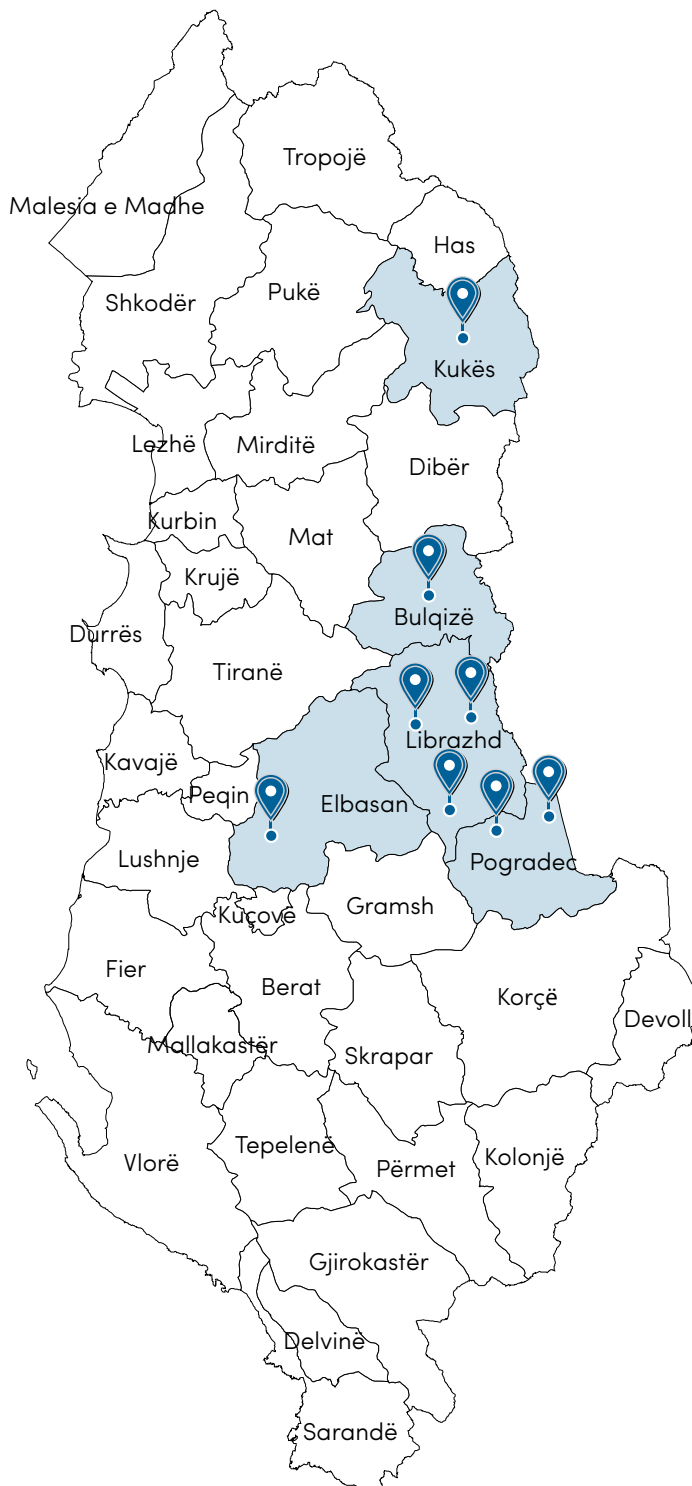 Tropojë
Malesia e Madhe
Has
Pukë
Shkodër
Kukës
Lezhë
Mirditë
Dibër
Kurbin
Mat
Krujë
Bulqizë
Durrës
Tiranë
Librazhd
Kavajë
Peqin
Elbasan
Lushnje
Pogradec
Gramsh
Kuçovë
Fier
Berat
Korçë
Devoll
Mallakastër
Skrapar
Tepelenë
Vlorë
Përmet
Kolonjë
Gjirokastër
Delvinë
Sarandë